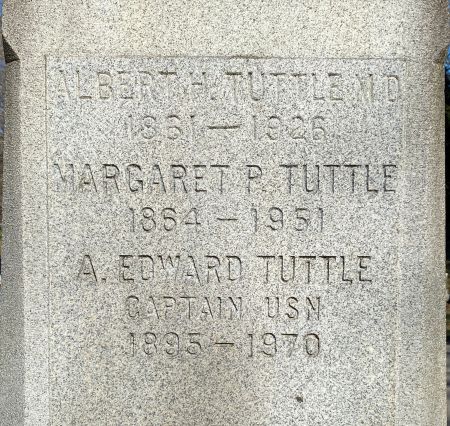 ALBERT H. TUTTLE M.D.
1861 — 1926
MARGARET P. TUTTLE
1864 — 1951
A. EDWARD TUTTLE
CAPTAIN USN
1895 — 1970